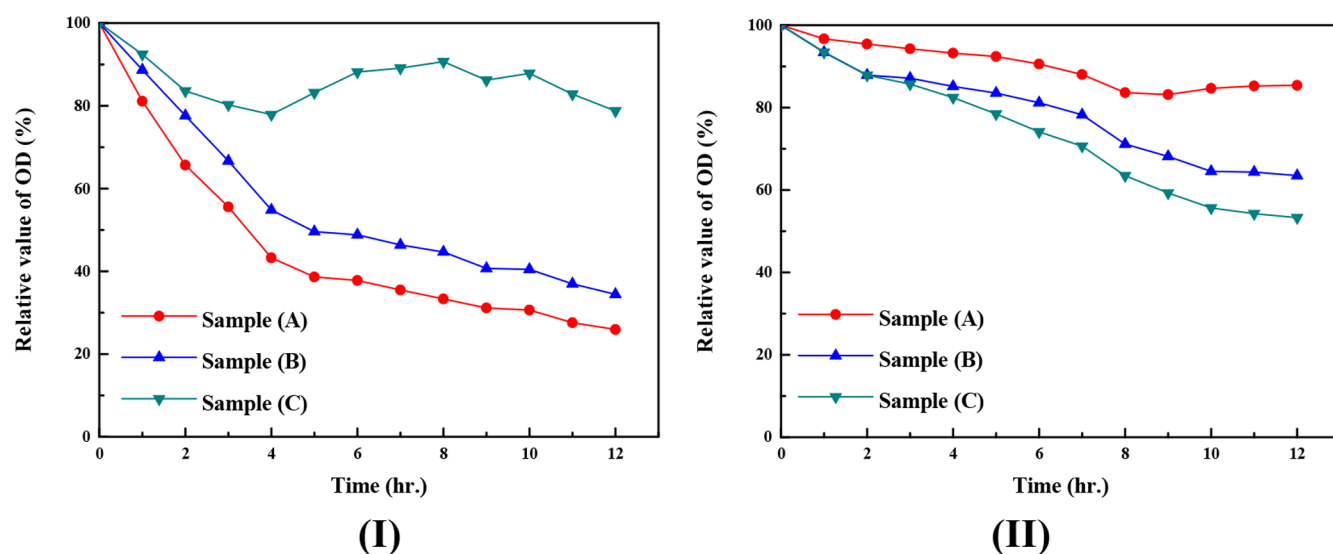 100
80
60
40
20
0
Relative value of OD (%)
Sample (A)
Sample (B)
Sample (C)
0 2 4 6 8 10 12
Time (hr.)
(I)
100
80
60
40
20
0
Relative value of OD (%)
Sample (A)
Sample (B)
Sample (C)
0 2 4 6 8 10 12
Time (hr.)
(II)